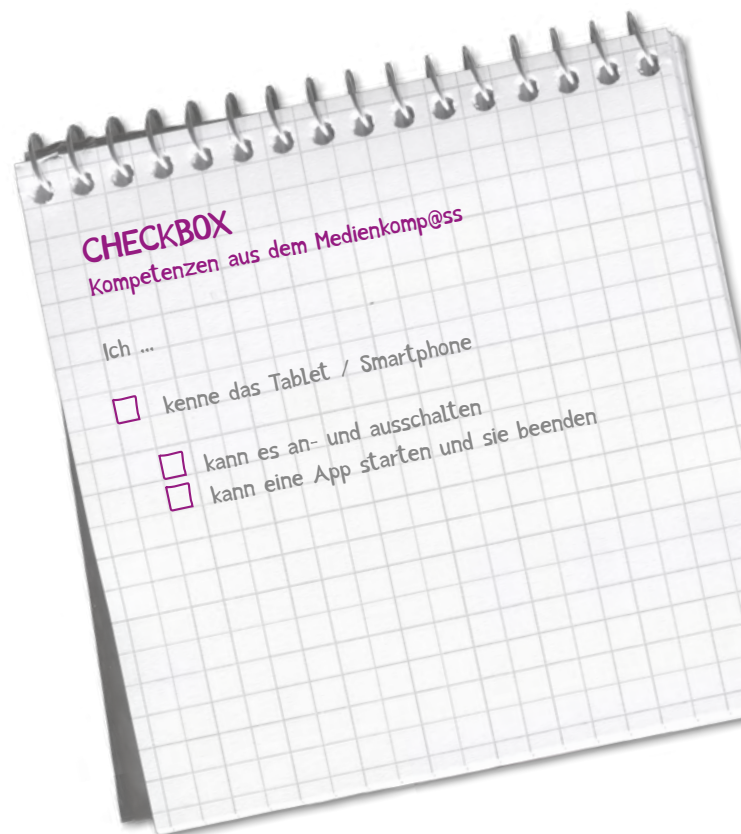 CHECKBOX
Kompetenzen aus dem Medienkomp@ss
Ich ...
kenne das Tablet / Smartphone
kann es an- und ausschalten
kann eine App starten und sie beenden